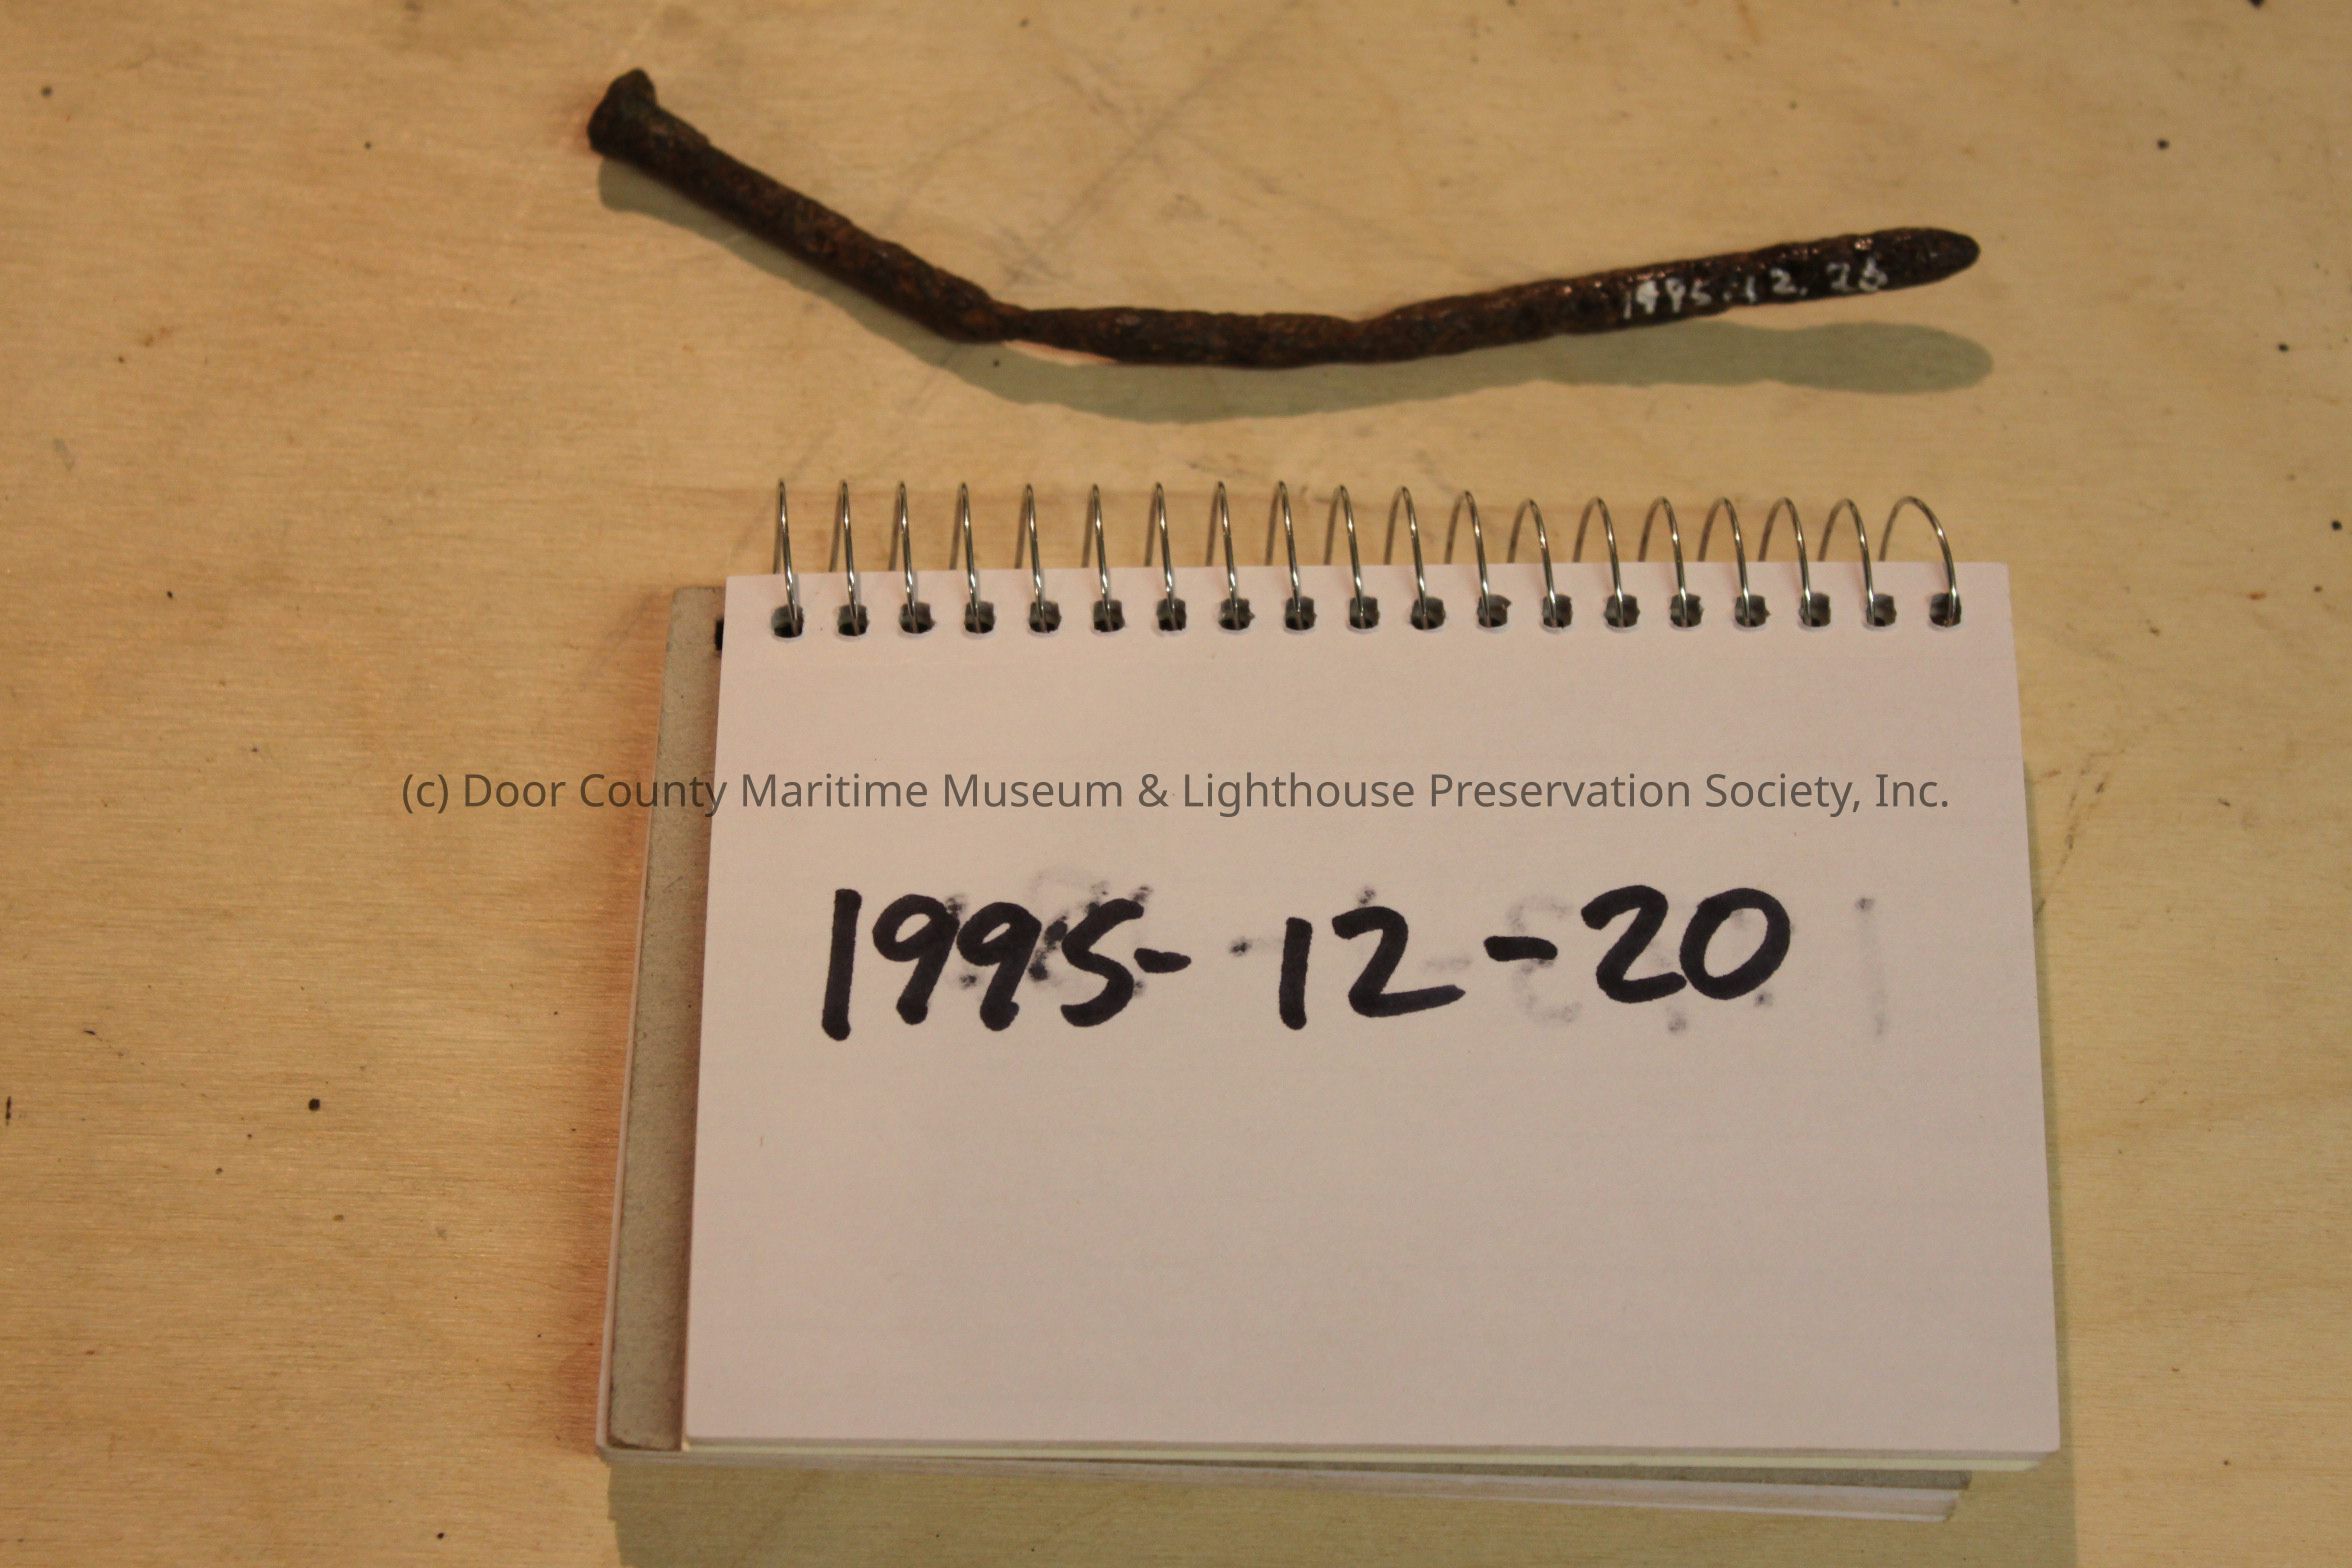 1995.12.20
(c) Door County Maritime Museum & Lighthouse Preservation Society, Inc.
1995-12-20